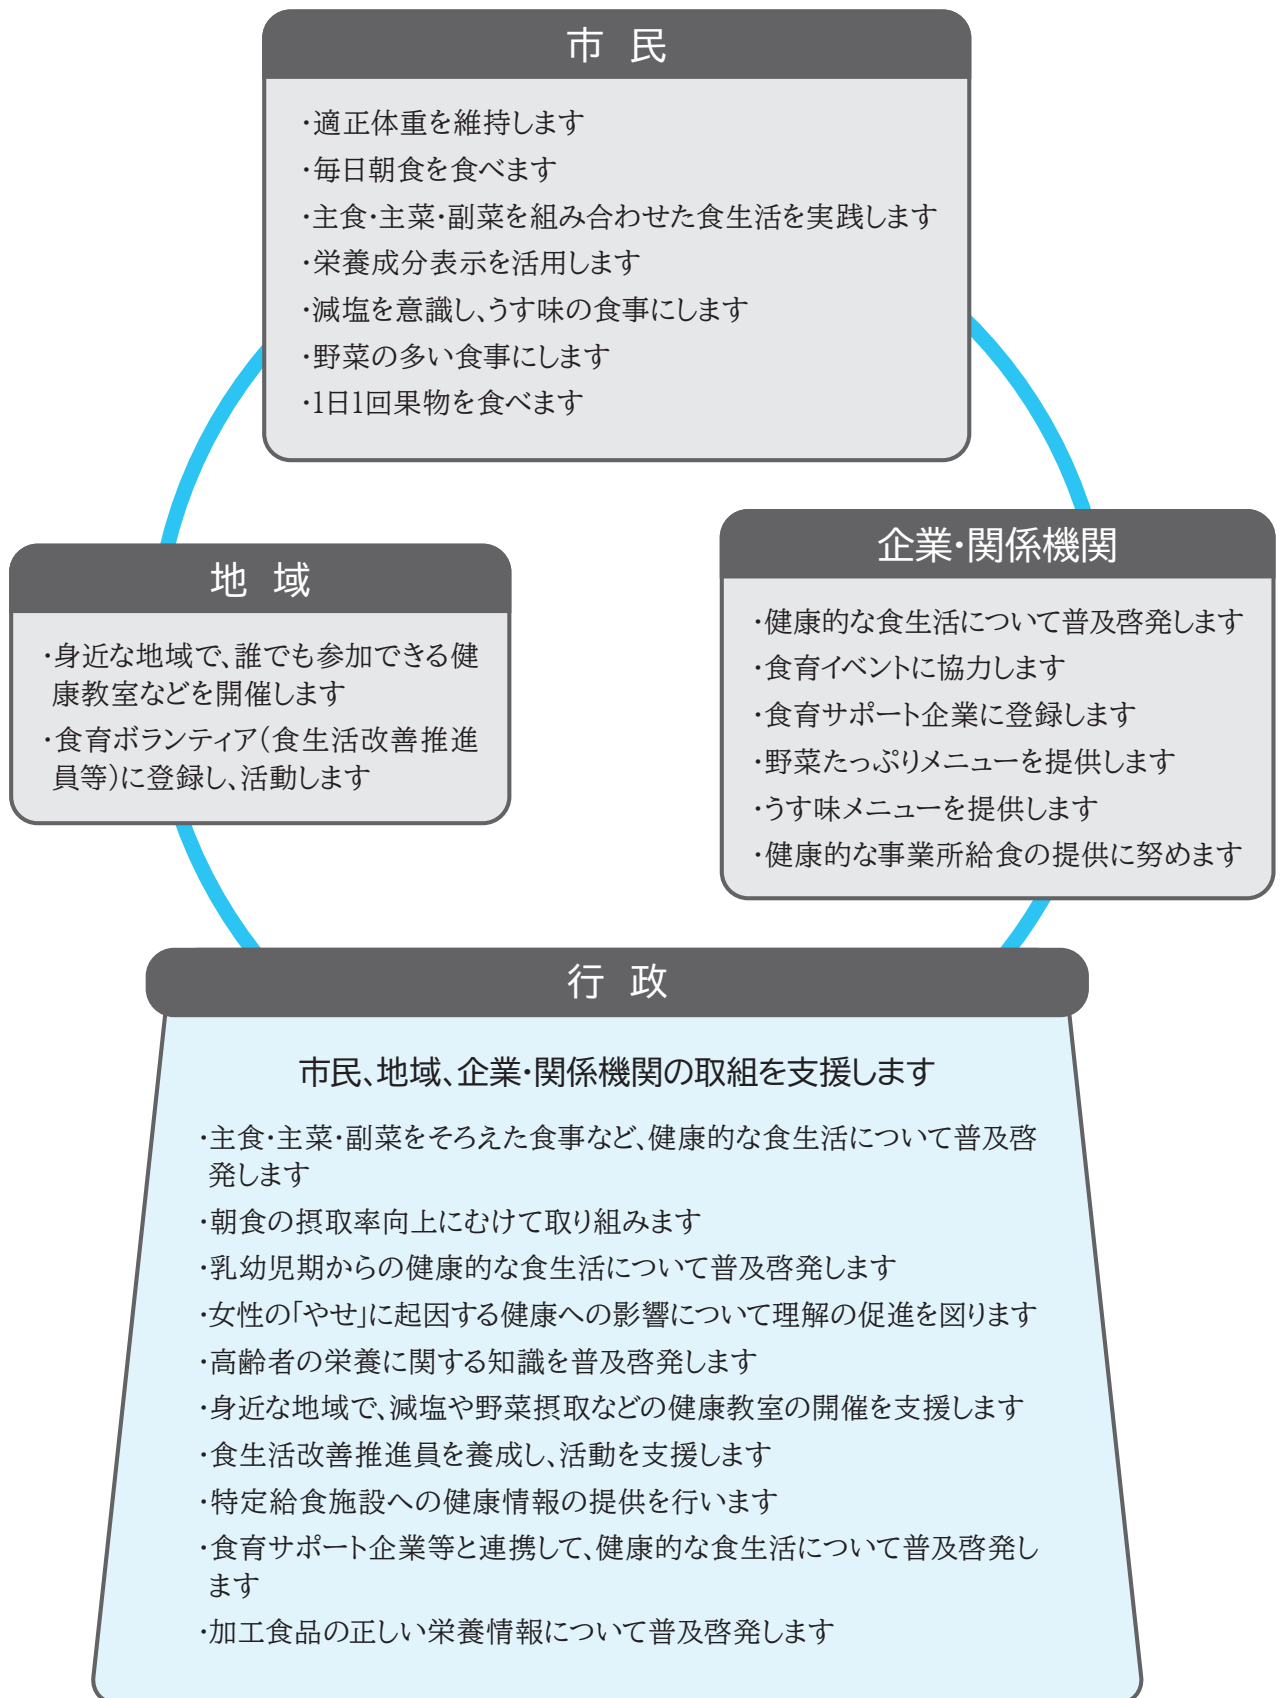 市 民
・適正体重を維持します
・毎日朝食を食べます
・主食・主菜・副菜を組み合わせた食生活を実践します
・栄養成分表示を活用します
・減塩を意識し、うす味の食事にします
・野菜の多い食事にします
・1日1回果物を食べます
地 域
・身近な地域で、誰でも参加できる健
康教室などを開催します
・食育ボランティア（食生活改善推進
員等）に登録し、活動します
企業・関係機関
・健康的な食生活について普及啓発します
・食育イベントに協力します
・食育サポート企業に登録します
・野菜たっぷりメニューを提供します
・うす味メニューを提供します
・健康的な事業所給食の提供に努めます
行 政
市民、地域、企業・関係機関の取組を支援します
・主食・主菜・副菜をそろえた食事など、健康的な食生活について普及啓
発します
・朝食の摂取率向上にむけて取り組みます
・乳幼児期からの健康的な食生活について普及啓発します
・女性の「やせ」に起因する健康への影響について理解の促進を図ります
・高齢者の栄養に関する知識を普及啓発します
・身近な地域で、減塩や野菜摂取などの健康教室の開催を支援します
・食生活改善推進員を養成し、活動を支援します
・特定給食施設への健康情報の提供を行います
・食育サポート企業等と連携して、健康的な食生活について普及啓発し
ます
・加工食品の正しい栄養情報について普及啓発します